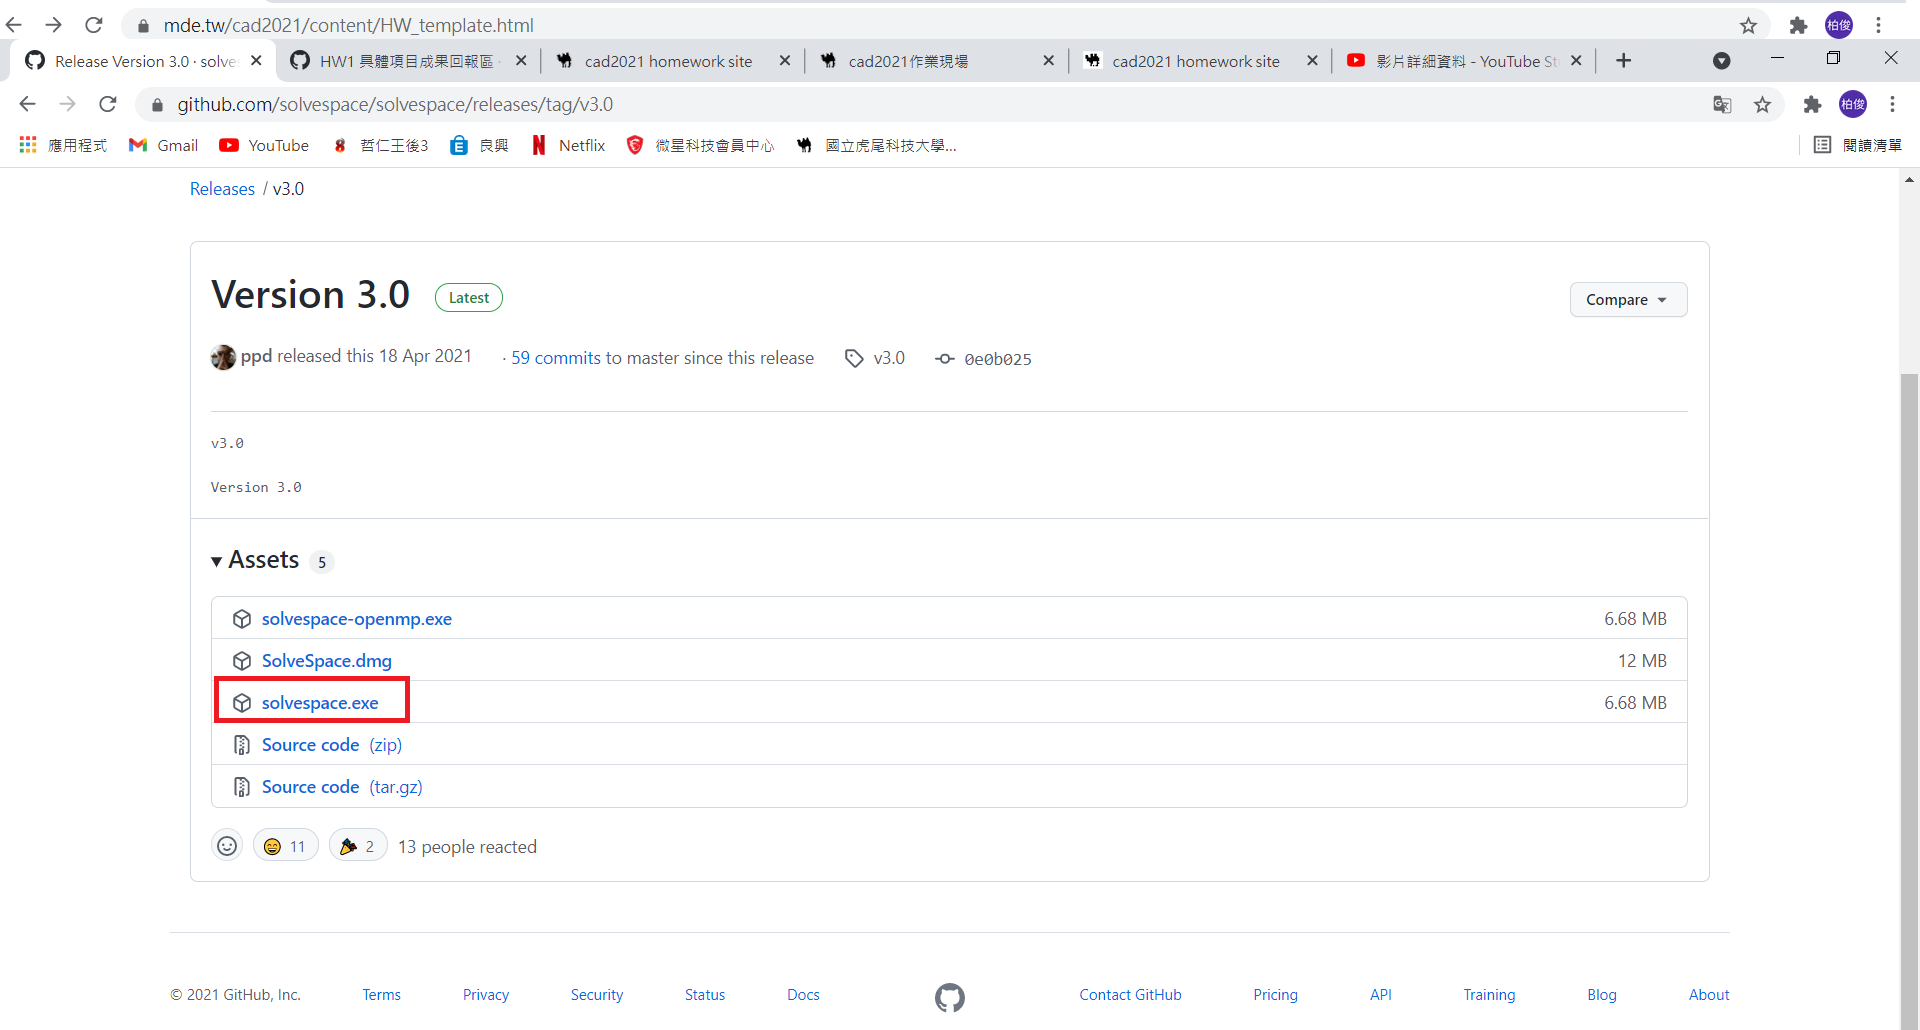 mde.tw/cad2021/content/HW_template.html
柏俊
Release Version 3.0 · solve
HW1 具體項目成果回報區
cad2021 homework site
cad2021作業現場
cad2021 homework site
影片詳細資料 - YouTube St
github.com/solvespace/solvespace/releases/tag/v3.0
柏俊
應用程式
Gmail
YouTube
哲仁王後3
良興
Netflix
微星科技會員中心
國立虎尾科技大學...
閱讀清單
Releases / v3.0
Version 3.0
Latest
Compare
ppd released this 18 Apr 2021
· 59 commits to master since this release
v3.0
0e0b025
v3.0
Version 3.0
Assets 5
solvespace-openmp.exe 6.68 MB
SolveSpace.dmg 12 MB
solvespace.exe 6.68 MB
Source code (zip)
Source code (tar.gz)
11
2
13 people reacted
© 2021 GitHub, Inc.
Terms
Privacy
Security
Status
Docs
Contact GitHub
Pricing
API
Training
Blog
About